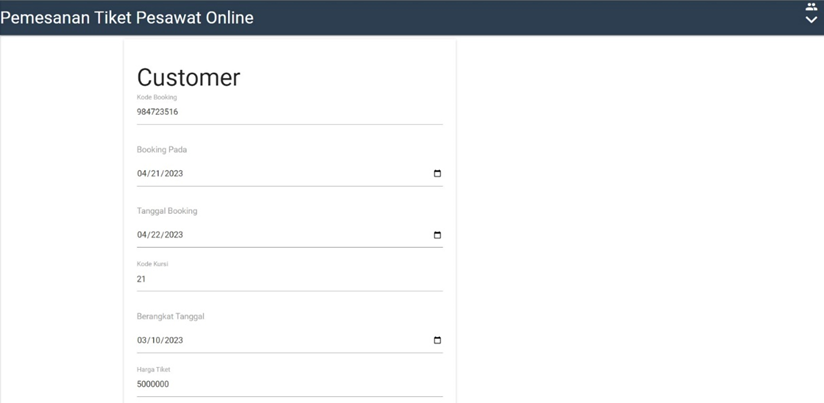 Pemesanan Tiket Pesawat Online
Customer
Kode Booking
984723516
Booking Pada
04/21/2023
Tanggal Booking
04/22/2023
Kode Kursi
21
Berangkat Tanggal
03/10/2023
Harga Tiket
5000000